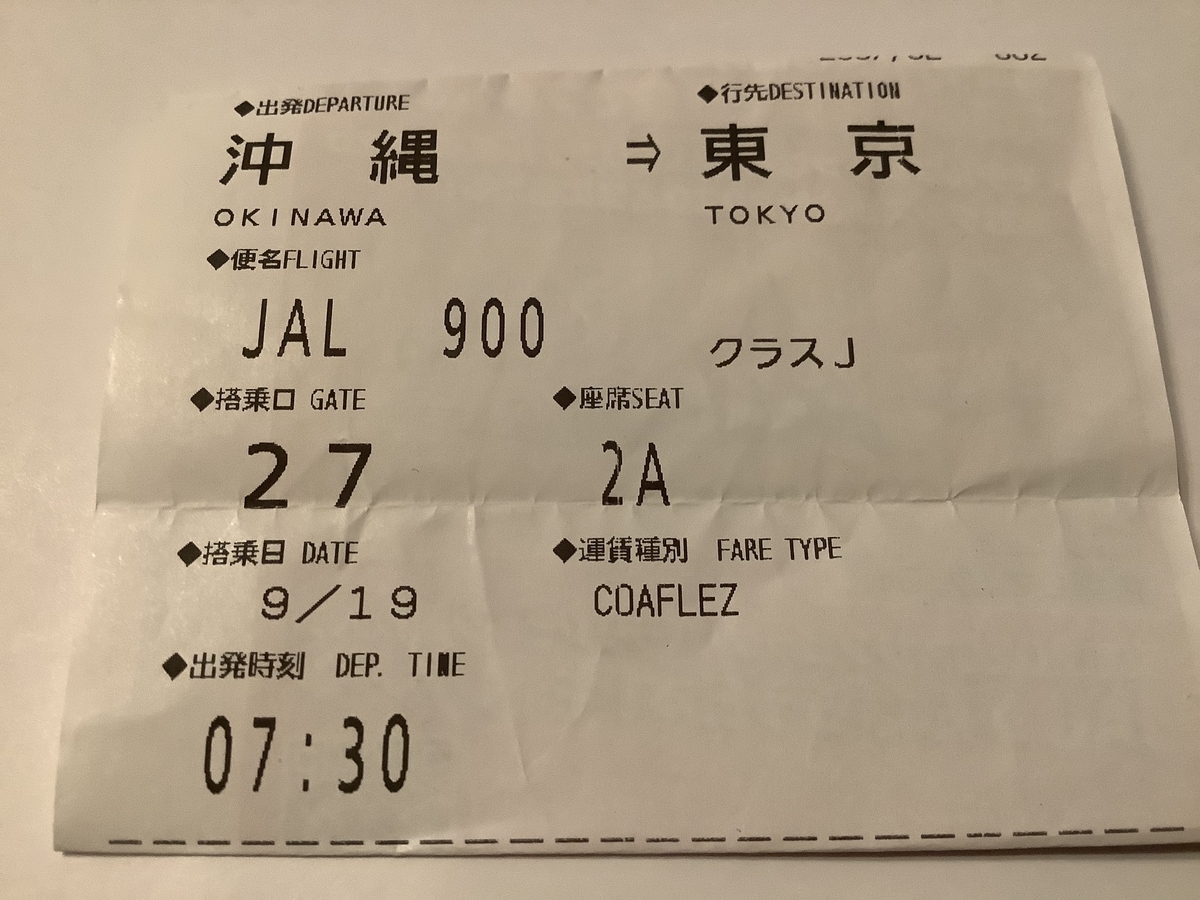 ◆出発DEPARTURE ◆行先DESTINATION
沖 縄 ⇒ 東 京
OKINAWA TOKYO
◆便名FLIGHT
JAL 900 クラスJ
◆搭乗口 GATE ◆座席SEAT
27 2A
◆搭乗日 DATE ◆運賃種別 FARE TYPE
9/19 COAFLEZ
◆出発時刻 DEP. TIME
07:30